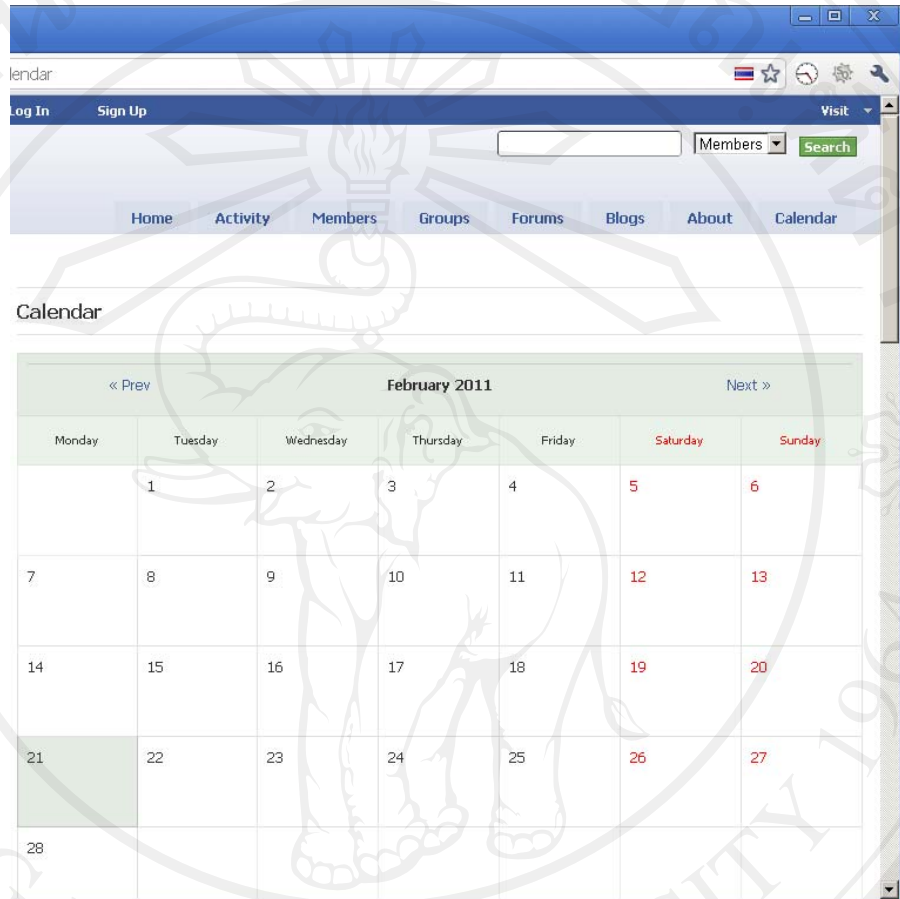 lendar
Log In Sign Up Visit
Members Search
Home Activity Members Groups Forums Blogs About Calendar
Calendar
« Prev February 2011 Next »
Monday Tuesday Wednesday Thursday Friday Saturday Sunday
1 2 3 4 5 6
7 8 9 10 11 12 13
14 15 16 17 18 19 20
21 22 23 24 25 26 27
28